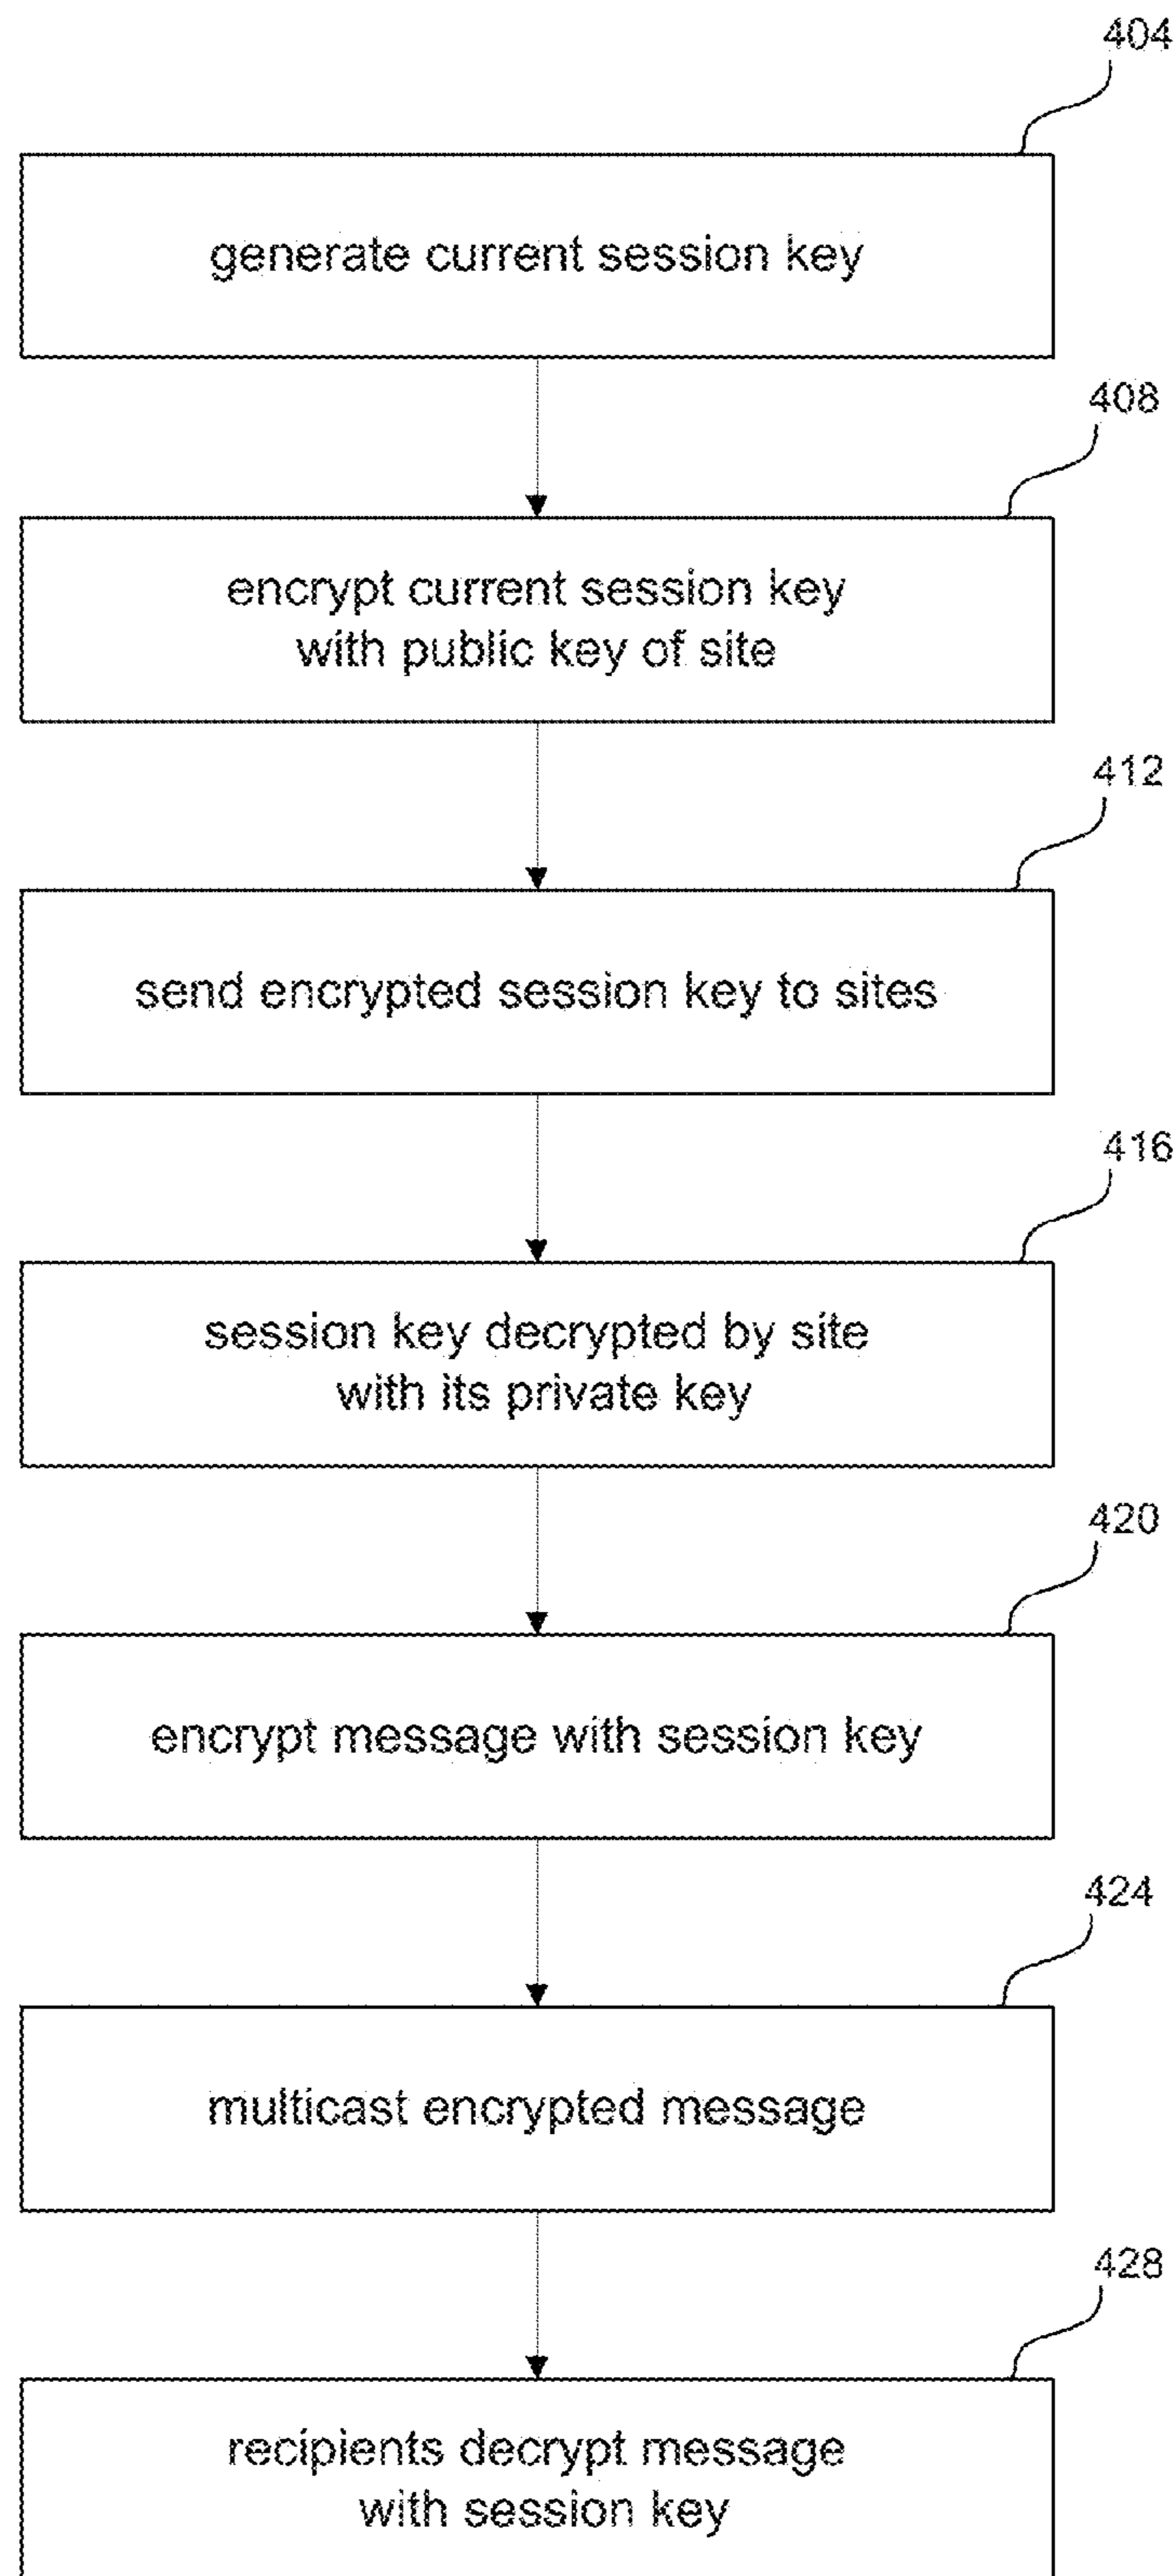 404
generate current session key
408
encrypt current session key
with public key of site
412
send encrypted session key to sites
416
session key decrypted by site
with its private key
420
encrypt message with session key
424
multicast encrypted message
428
recipients decrypt message
with session key